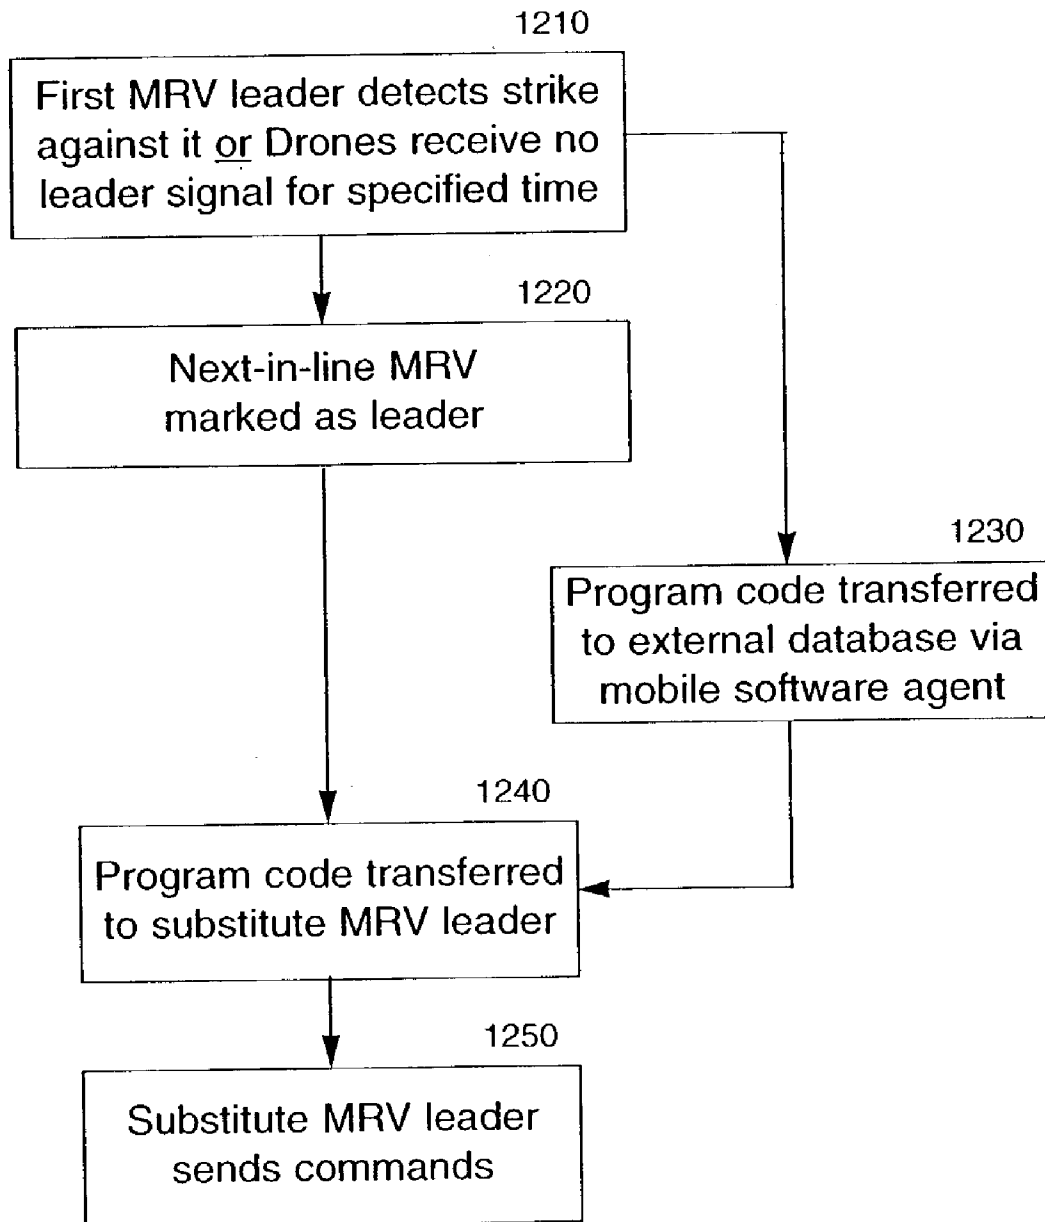 1210
First MRV leader detects strike
against it or Drones receive no
leader signal for specified time
1220
Next-in-line MRV
marked as leader
1230
Program code transferred
to external database via
mobile software agent
1240
Program code transferred
to substitute MRV leader
1250
Substitute MRV leader
sends commands